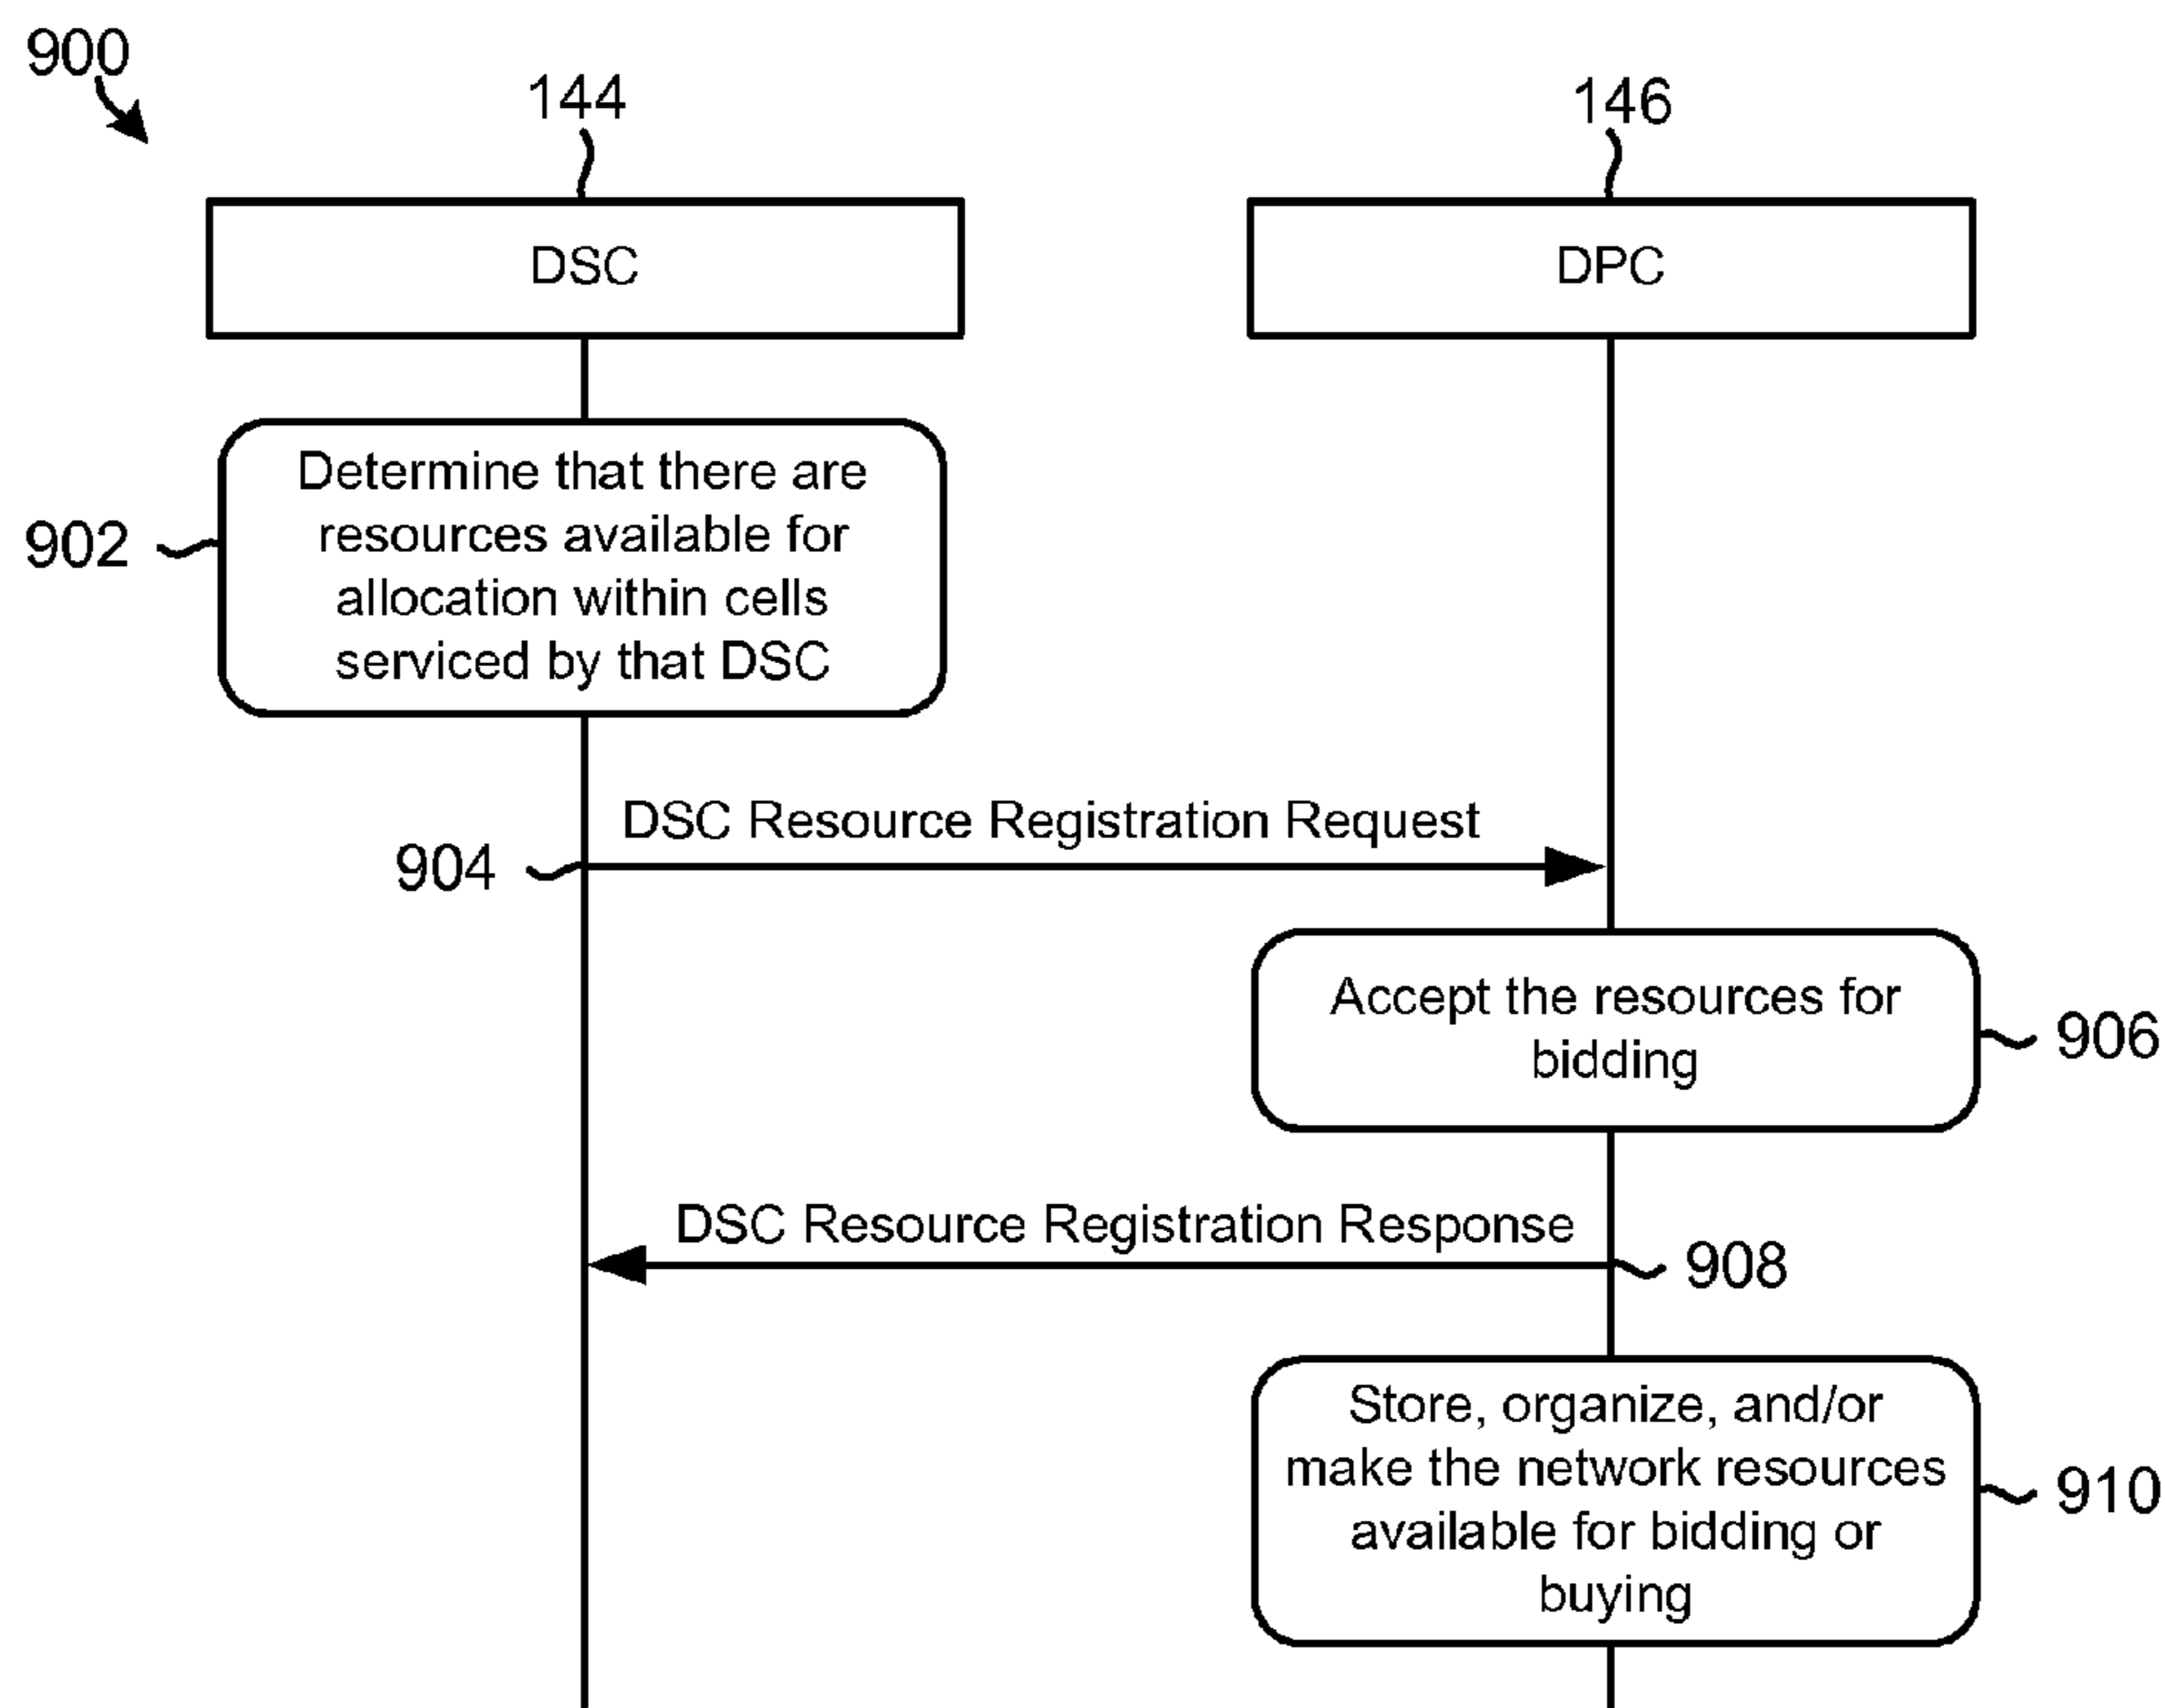 900
144
146
DSC
DPC
902
Determine that there are
resources available for
allocation within cells
serviced by that DSC
DSC Resource Registration Request
904
Accept the resources for
bidding
906
DSC Resource Registration Response
908
Store, organize, and/or
make the network resources
available for bidding or
buying
910